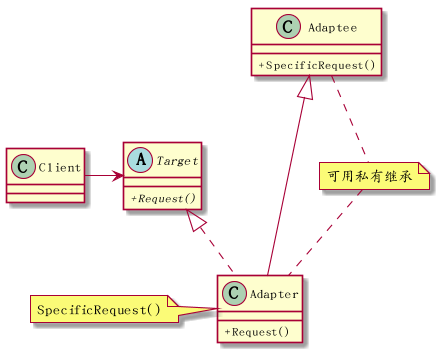 C Adaptee
+SpecificRequest()
C Client
A Target
+Request()
可用私有继承
C Adapter
+Request()
SpecificRequest()